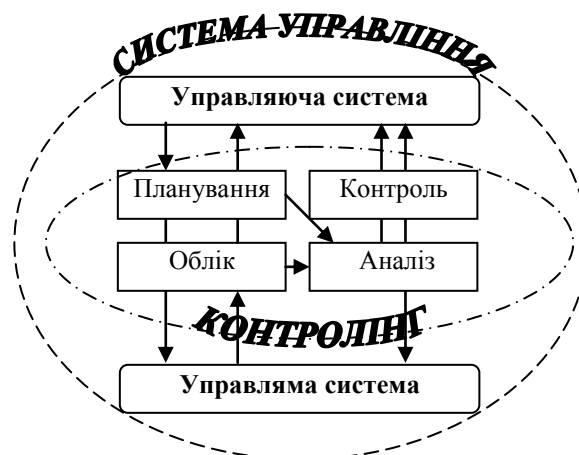 СИСТЕМА УПРАВЛІННЯ
Управляюча система
Планування
Контроль
Облік
Аналіз
КОНТРОЛІНГ
Управляма система